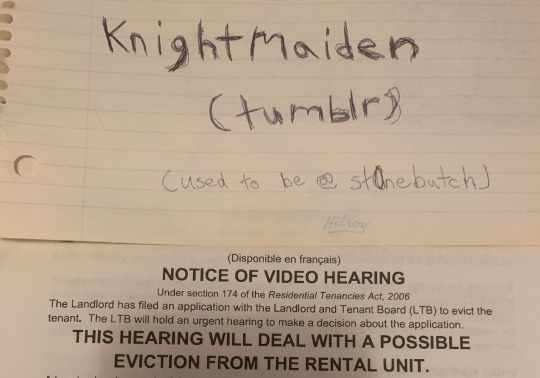 Knightmaiden
(tumblr)
(used to be @ st0nebutch)
Hilroy
(Disponible en français)
NOTICE OF VIDEO HEARING
Under section 174 of the Residential Tenancies Act, 2006
The Landlord has filed an application with the Landlord and Tenant Board (LTB) to evict the
tenant. The LTB will hold an urgent hearing to make a decision about the application.
THIS HEARING WILL DEAL WITH A POSSIBLE
EVICTION FROM THE RENTAL UNIT.